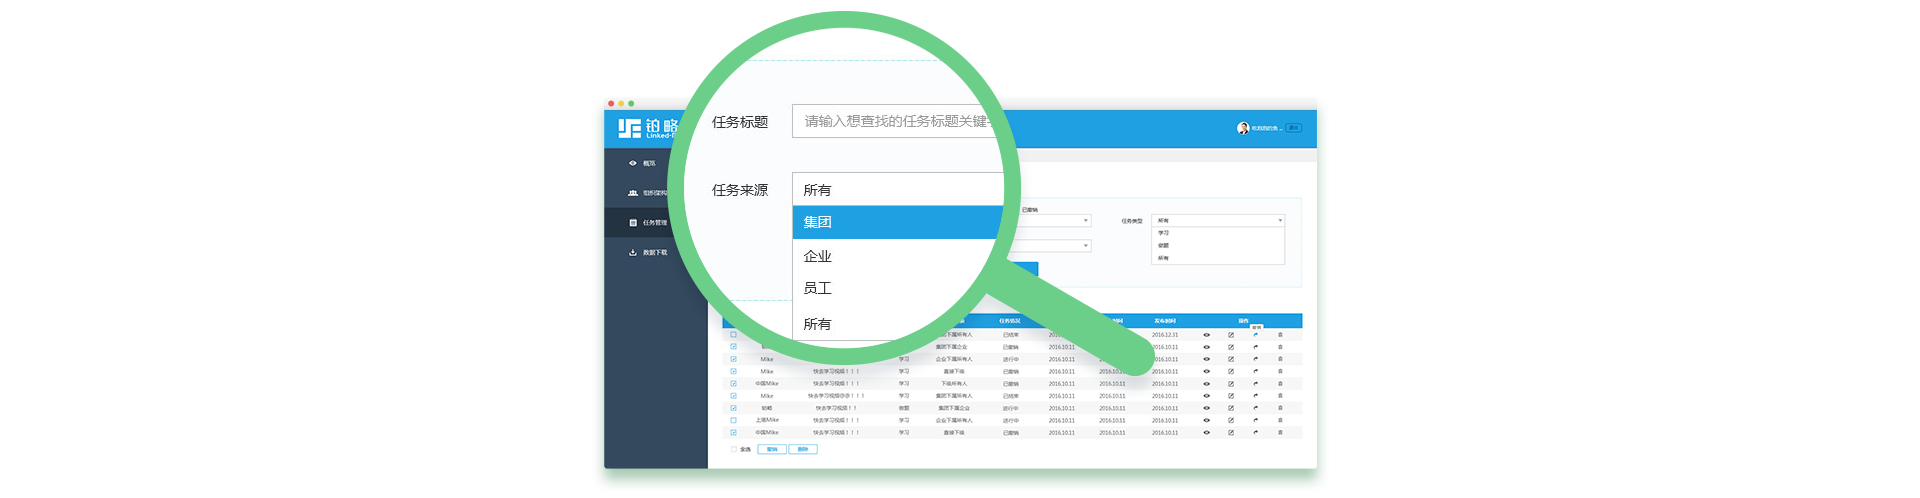 任务标题 请输入想查找的任务标题关键
任务来源 所有
集团
企业
员工
所有
铂略
Linked-
概览
组织架构
任务管理
数据下载
已撤销
任务类型 所有
学习
做题
所有
任务情况 发布时间 操作
撤销
所有人 已结束 2016 2016.12.31
集团下属企业 已撤销 2016.10.11 2016.10.11
Mike 学习 企业下属所有人 进行中 2016.10.11 2016.10.11
Mike 快去学习视频！！！ 学习 直接下级 已撤销 2016.10.11 2016.10.11 2016.10.11
中国Mike 快去学习视频！！！ 学习 下级所有人 已撤销 2016.10.11 2016.10.11 2016.10.11
Mike 快去学习视频@@！！！ 学习 集团下属所有人 已结束 2016.10.11 2016.10.11 2016.10.11
铂略 快去学习视频！！ 做题 集团下属企业 进行中 2016.10.11 2016.10.11 2016.10.11
上海Mike 快去学习视频！！！ 学习 企业下属所有人 进行中 2016.10.11 2016.10.11 2016.10.11
中国Mike 快去学习视频！！！ 学习 直接下级 已撤销 2016.10.11 2016.10.11 2016.10.11
全选 撤销 删除